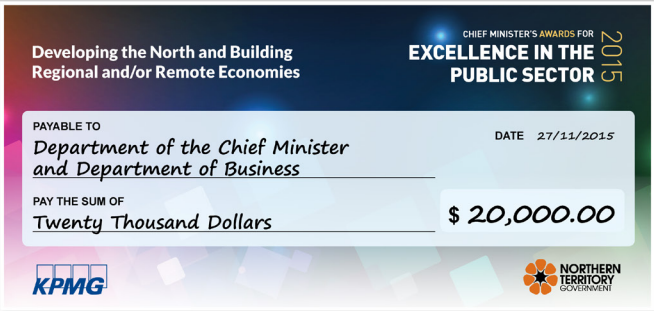 Developing the North and Building
Regional and/or Remote Economies
CHIEF MINISTER'S AWARDS FOR
EXCELLENCE IN THE
PUBLIC SECTOR
2015
PAYABLE TO
Department of the Chief Minister
and Department of Business
DATE 27/11/2015
PAY THE SUM OF
Twenty Thousand Dollars
$ 20,000.00
KPMG
NORTHERN
TERRITORY
GOVERNMENT